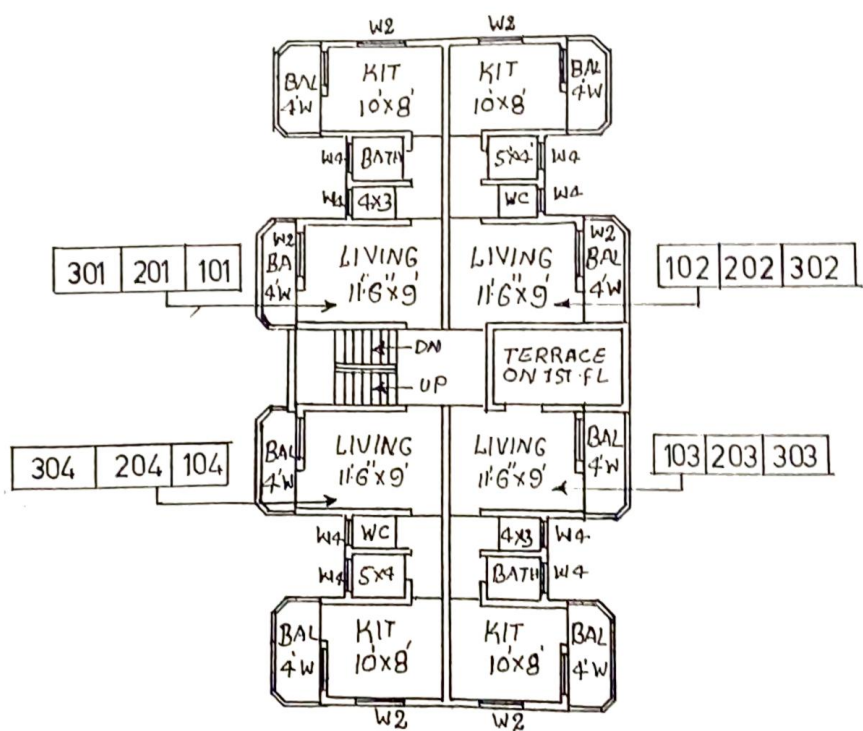 W2
W2
BAL
4'W
KIT
10'X8'
KIT
10'X8'
BAL
4'W
W4
BATH
5'X4'
W4
W4
4X3
WC
W4
301 201 101
W2
BA
4'W
LIVING
11'.6"X9'
LIVING
11'.6"X9'
W2
BAL
4'W
102 202 302
DN
UP
TERRACE
ON 1ST.FL
304 204 104
BAL
4'W
LIVING
11'.6"X9'
LIVING
11'.6"X9'
BAL
4'W
103 203 303
W4
WC
4X3
W4
W4
5X4
BATH
W4
BAL
4'W
KIT
10'X8'
KIT
10'X8'
BAL
4'W
W2
W2